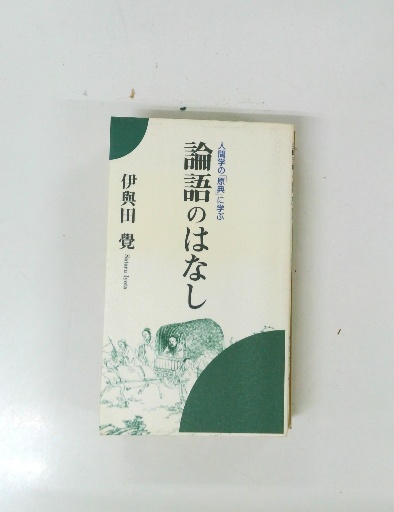 人間学の「原典」に学ぶ
論語のはなし
伊與田 覺
Satoru Iyota